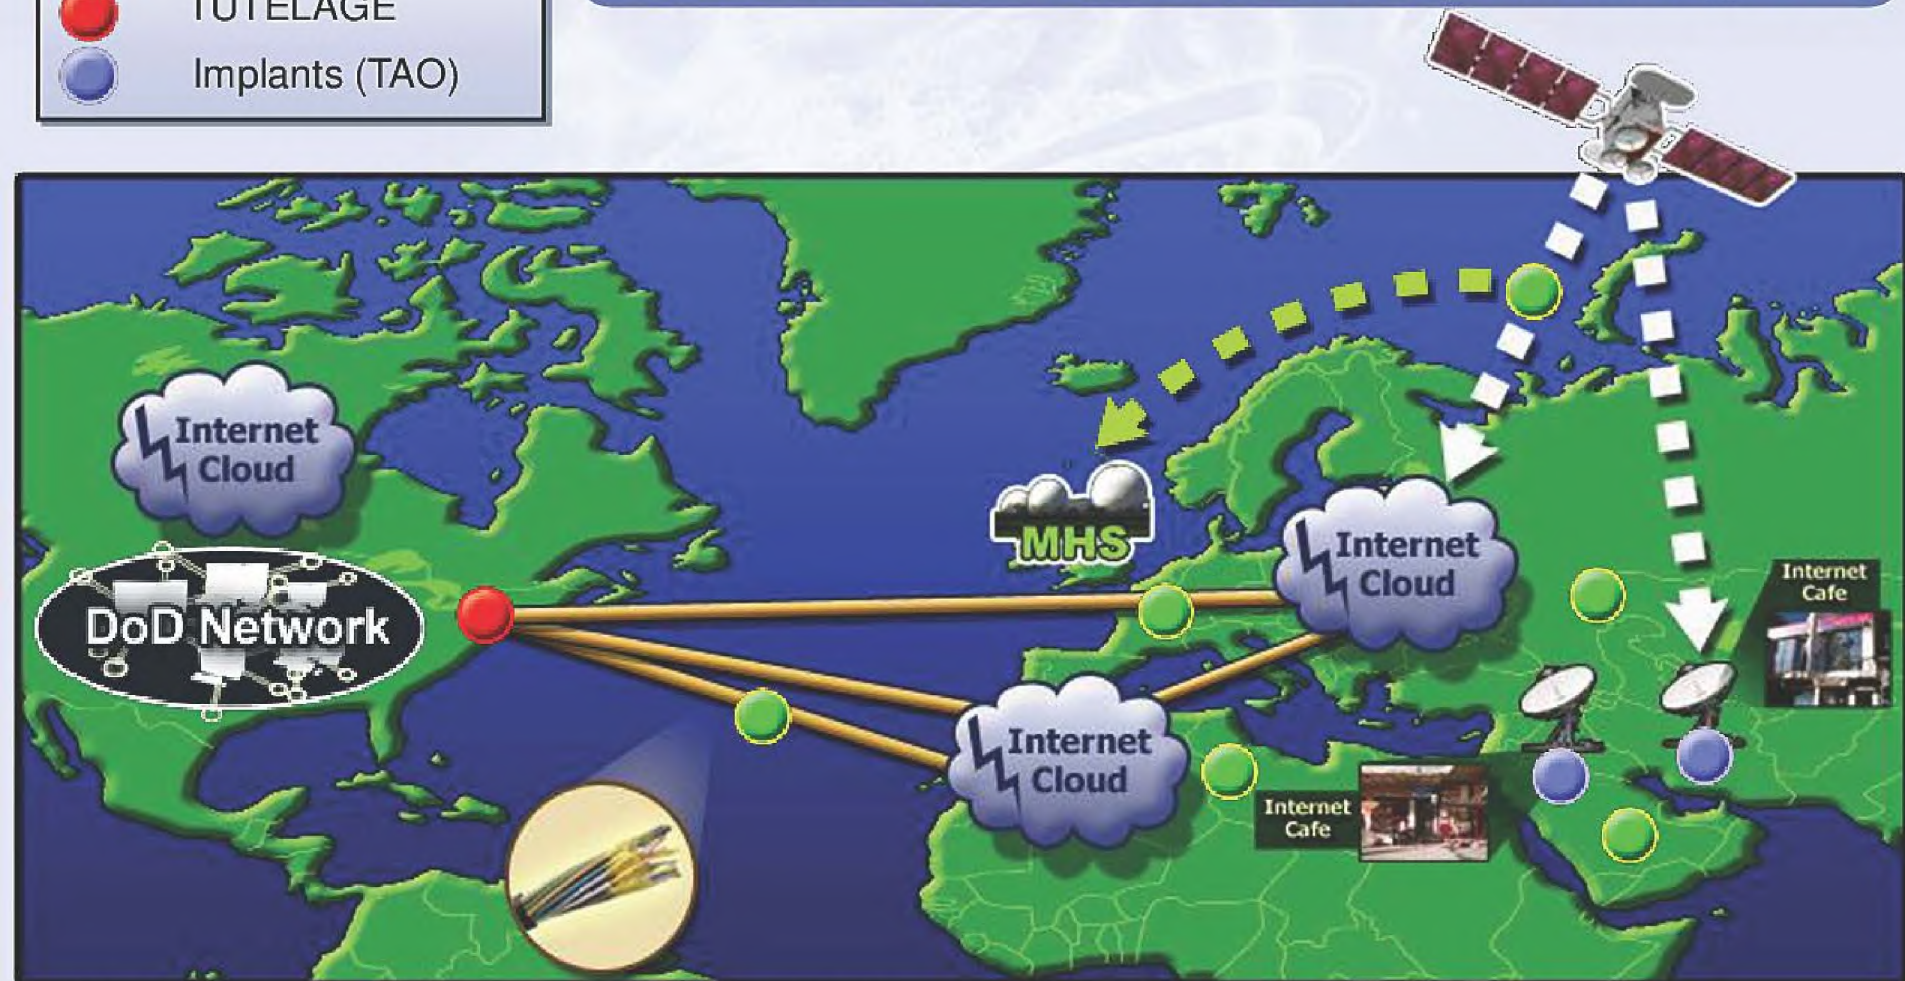 TUTELAGE
Implants (TAO)
Internet
Cloud
DoD Network
MHS
Internet
Cloud
Internet
Cafe
Internet
Cloud
Internet
Cafe